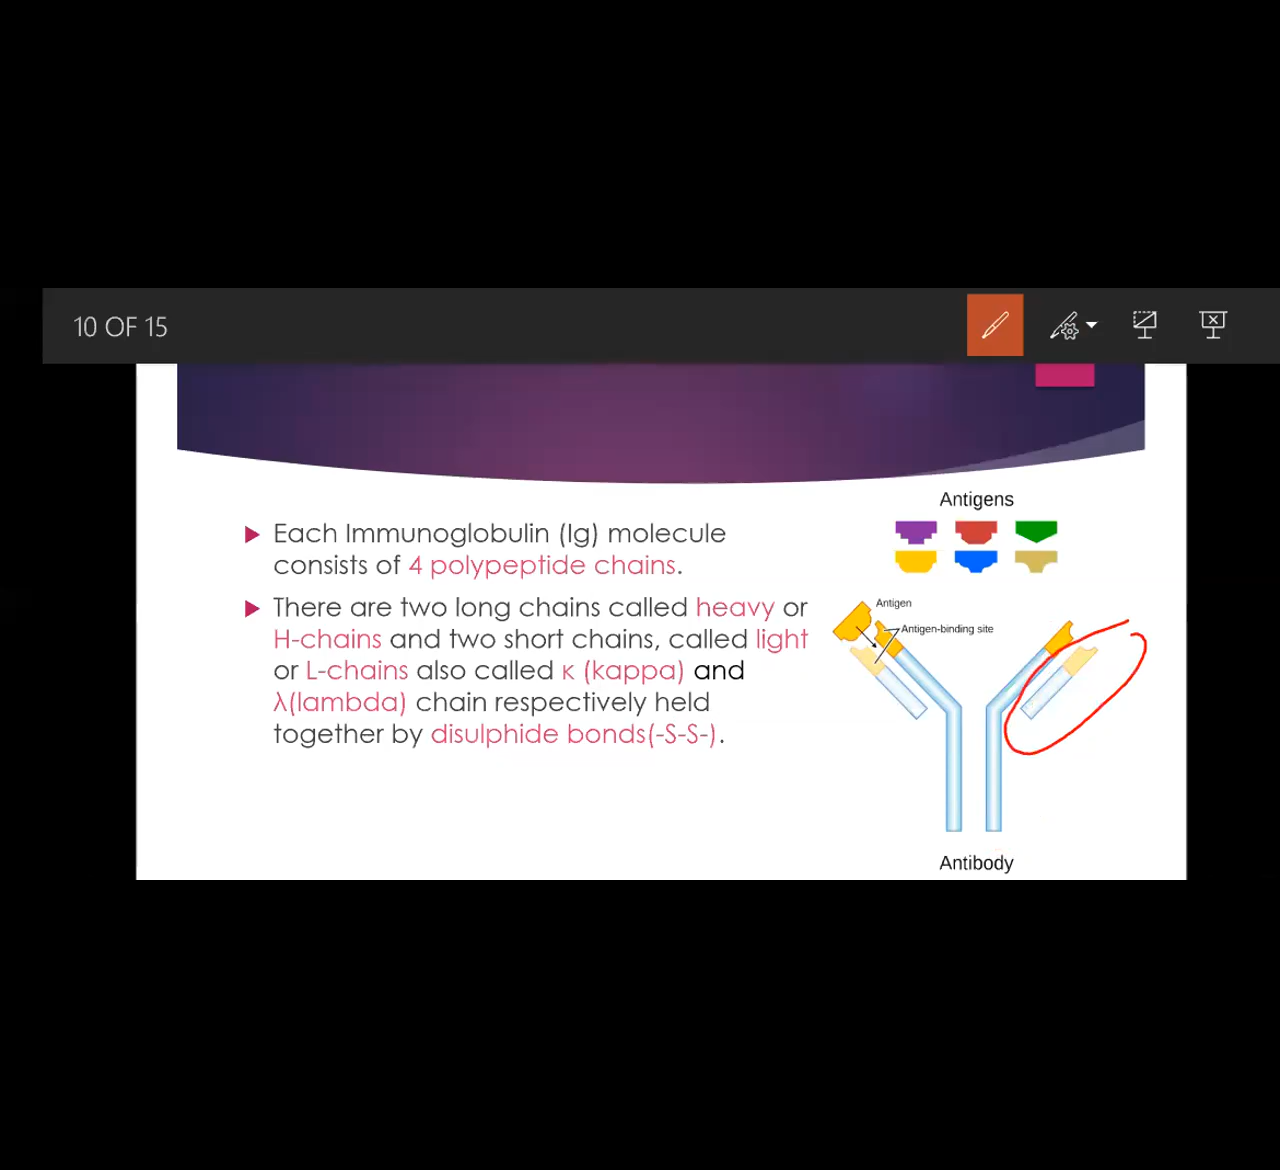 10 OF 15
Each Immunoglobulin (Ig) molecule
consists of 4 polypeptide chains.
There are two long chains called heavy or
H-chains and two short chains, called light
or L-chains also called κ (kappa) and
λ(lambda) chain respectively held
together by disulphide bonds(-S-S-).
Antigens
Antigen
Antigen-binding site
Antibody